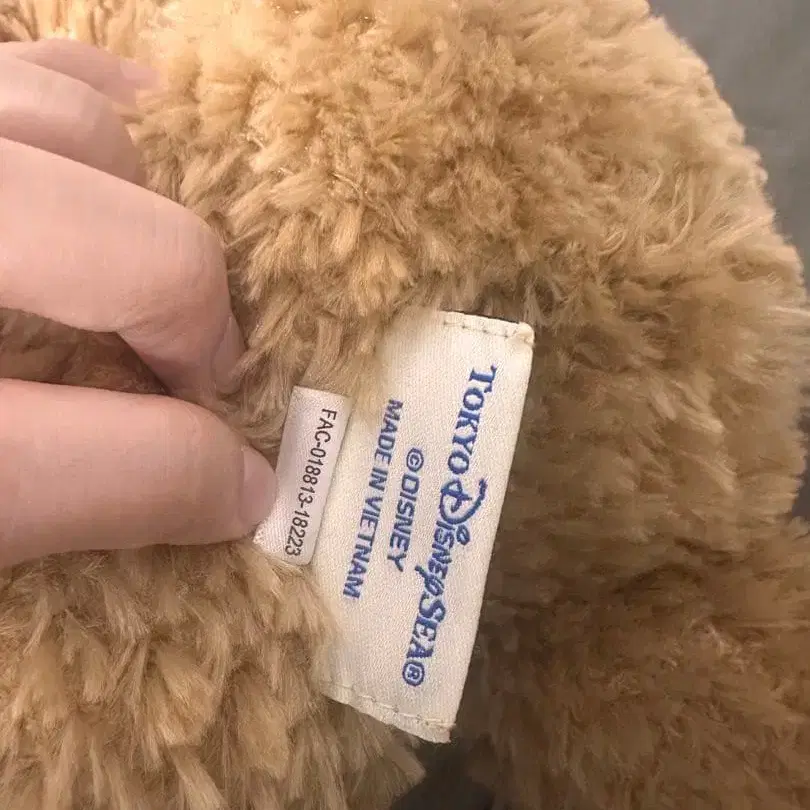 TOKYO DISNEYSEA®
©DISNEY
MADE IN VIETNAM
FAC-018813-18223